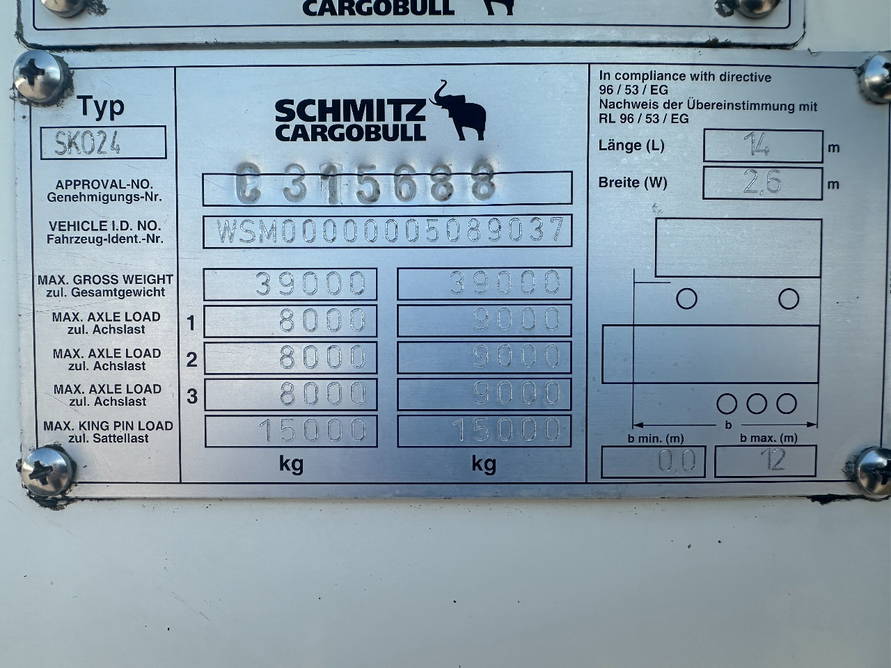 CARGOBULL
Typ
SKO24
SCHMITZ
CARGOBULL
In compliance with directive
96 / 53 / EG
Nachweis der Übereinstimmung mit
RL 96 / 53 / EG
Länge (L) 14 m
Breite (W) 2,6 m
APPROVAL-NO.
Genehmigungs-Nr.
C315688
VEHICLE I.D. NO.
Fahrzeug-Ident.-Nr.
WSM00000005089037
MAX. GROSS WEIGHT
zul. Gesamtgewicht
39000 39000
MAX. AXLE LOAD
zul. Achslast
1 8000 9000
MAX. AXLE LOAD
zul. Achslast
2 8000 9000
MAX. AXLE LOAD
zul. Achslast
3 8000 9000
MAX. KING PIN LOAD
zul. Sattellast
15000 15000
kg kg
b
b min. (m) b max. (m)
0,0 12